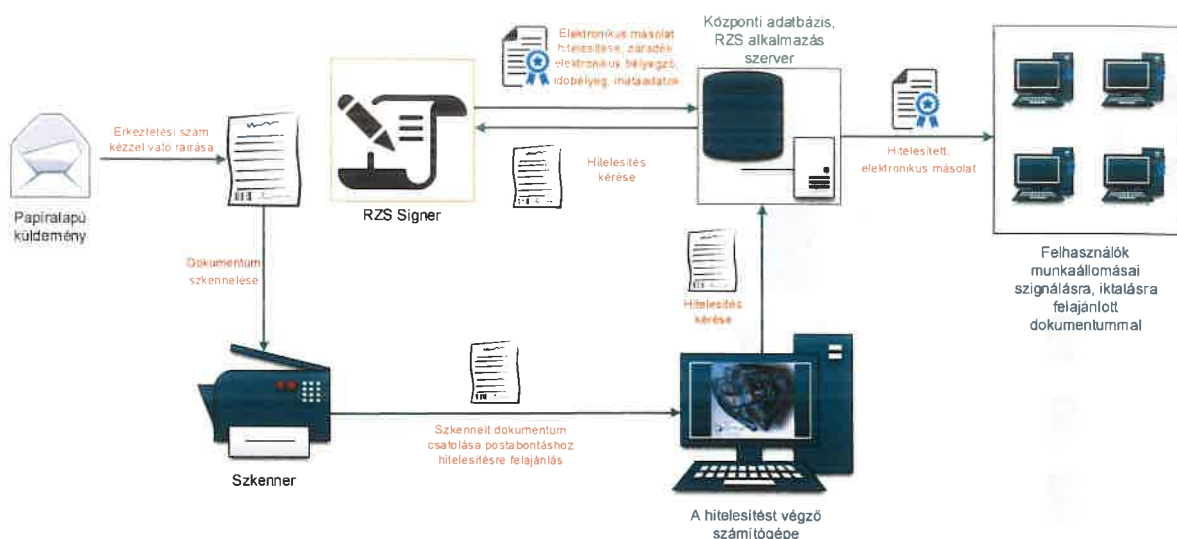 Elektronikus másolat
hitelesítése, záradék,
elektronikus bélyegző,
időbélyeg, metaadatok
Központi adatbázis,
RZS alkalmazás
szerver
Érkeztetési szám
kézzel való ráírása
Papíralapú
küldemény
RZS Signer
Hitelesítés
kérése
Hitelesített,
elektronikus másolat
Felhasználók
munkaállomásai
szignálásra, iktatásra
felajánlott
dokumentummal
Dokumentum
szkennelése
Hitelesítés
kérése
Szkenner
Szkennelt dokumentum
csatolása postabontáshoz
hitelesítésre felajánlás
A hitelesítést végző
számítógépe